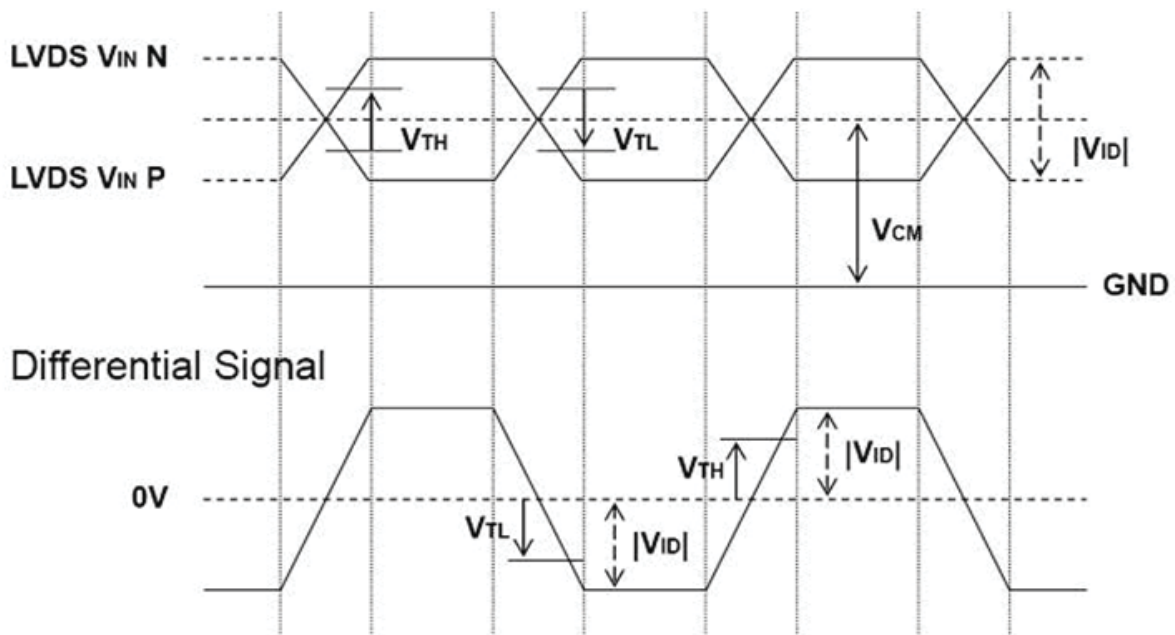 LVDS VIN N
VTH
VTL
|VID|
LVDS VIN P
VCM
GND
Differential Signal
|VID|
VTH
0V
VTL
|VID|